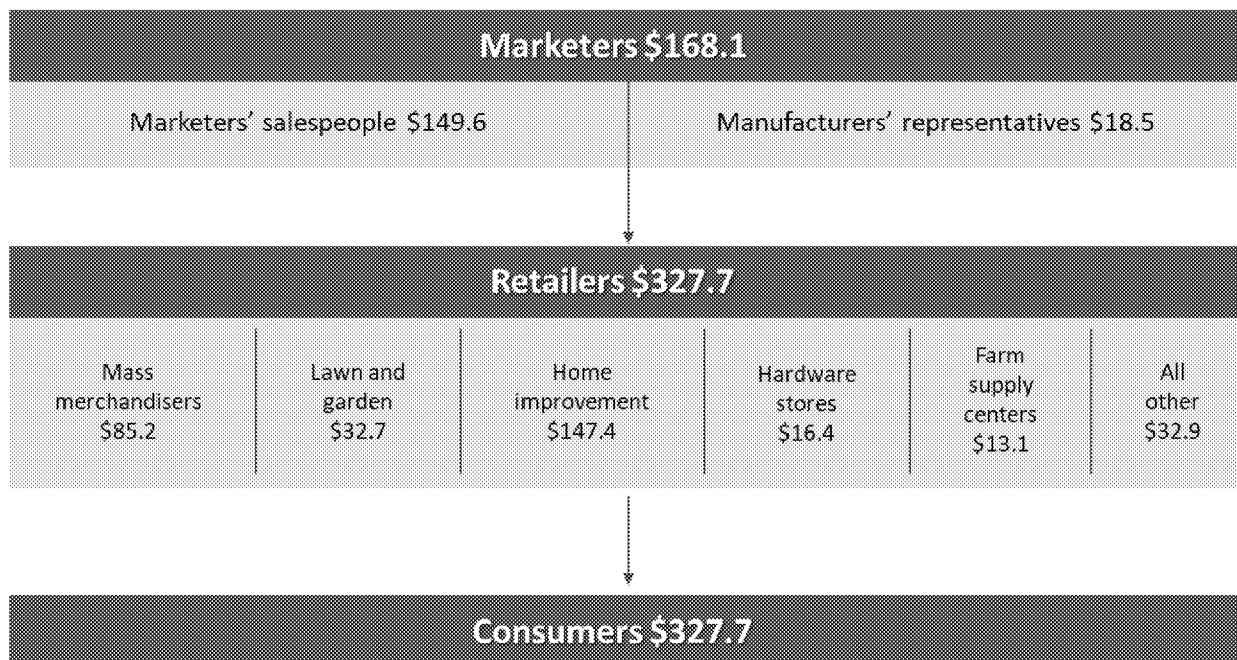 Marketers $168.1
Marketers’ salespeople $149.6
Manufacturers’ representatives $18.5
Retailers $327.7
Mass
merchandisers
$85.2
Lawn and
garden
$32.7
Home
improvement
$147.4
Hardware
stores
$16.4
Farm
supply
centers
$13.1
All
other
$32.9
Consumers $327.7